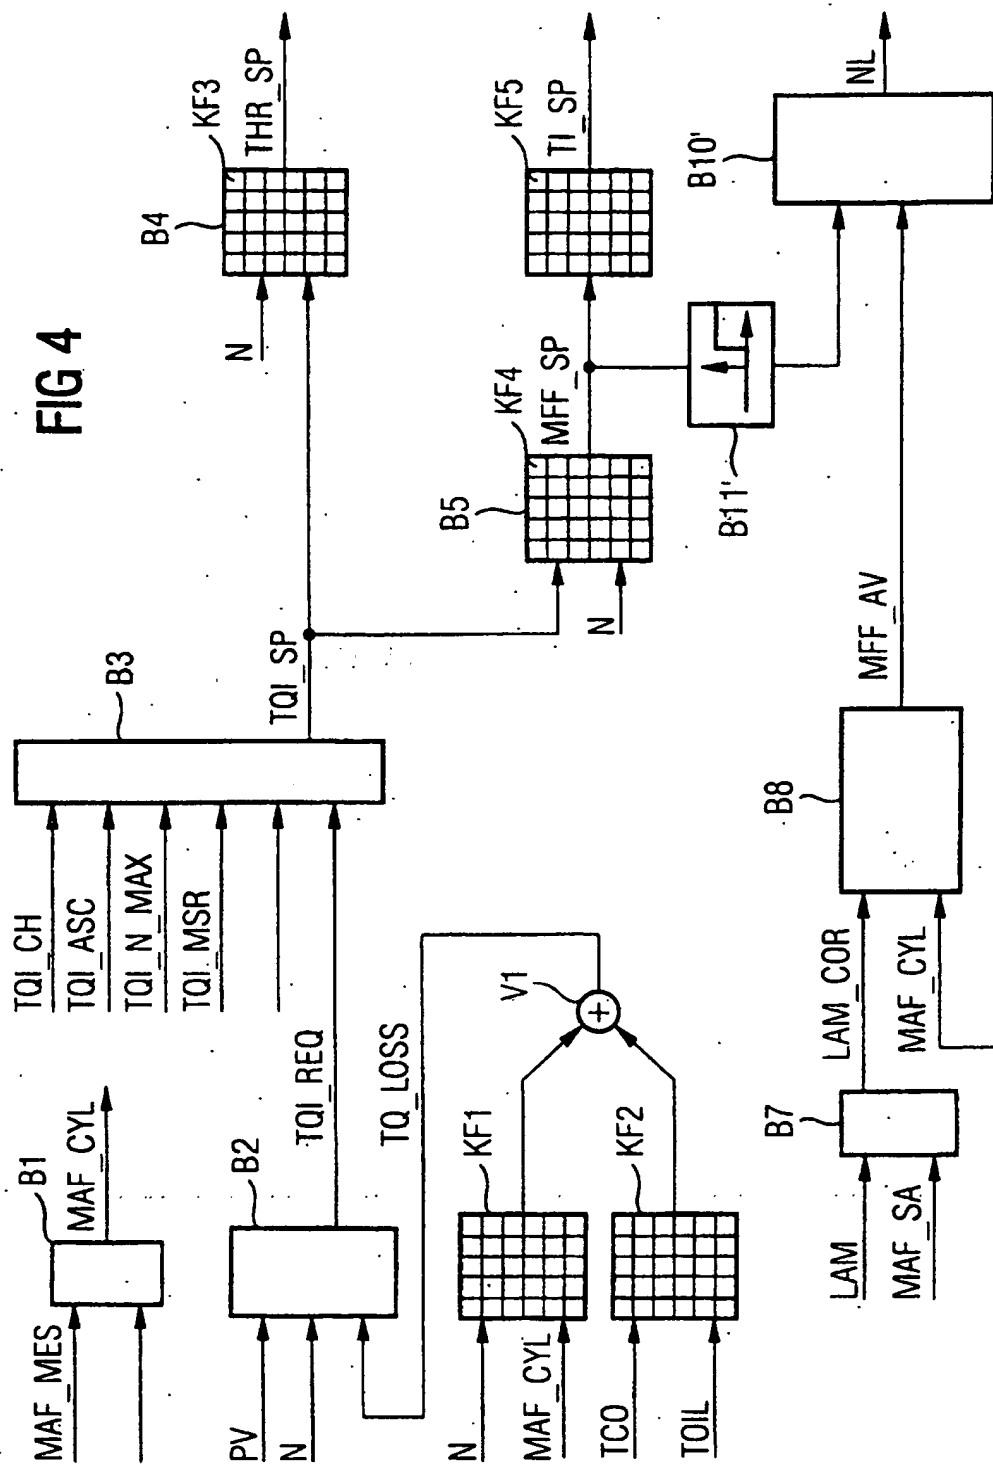 FIG 4
MAF_MES
B1
MAF_CYL
TQI_CH
TQI_ASC
TQI_N_MAX
TQI_MSR
B3
TQI_SP
N
B4
KF3
THR_SP
PV
N
B2
TQI_REQ
TQ_LOSS
N
B5
KF4
MFF_SP
KF5
TI_SP
N
MAF_CYL
KF1
TCO
TOIL
KF2
V1
B11'
B10'
NL
LAM
MAF_SA
B7
LAM_COR
MAF_CYL
B8
MFF_AV